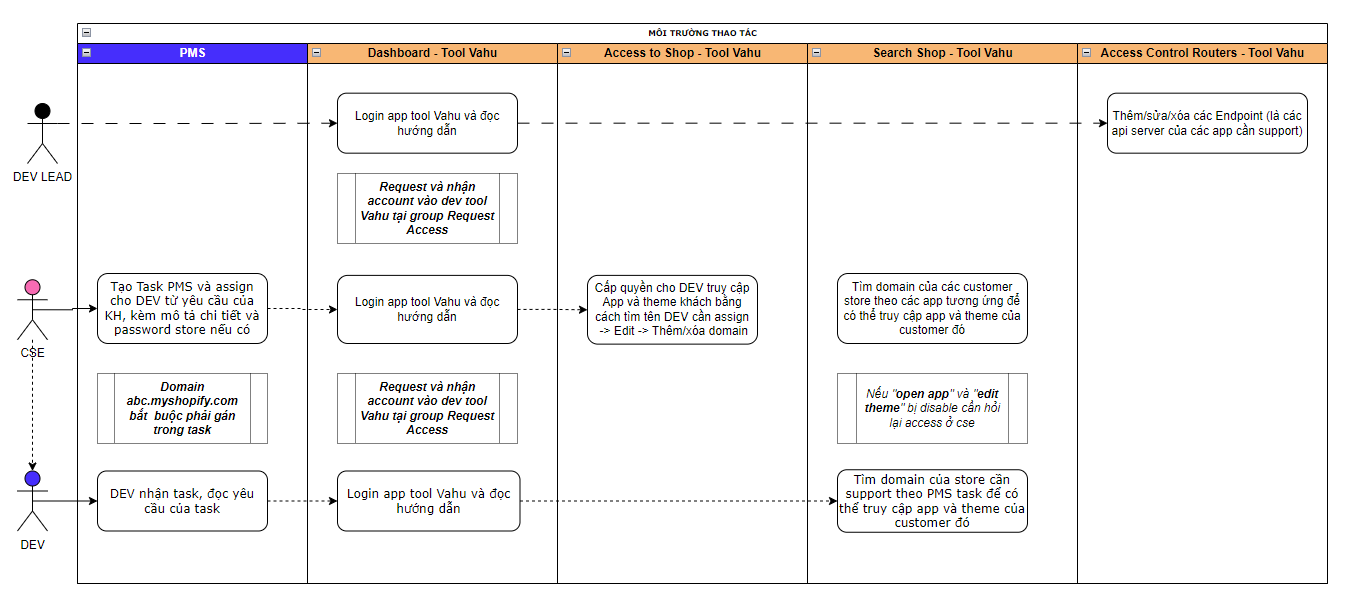 MÔI TRƯỜNG THAO TÁC
PMS
Dashboard - Tool Vahu
Access to Shop - Tool Vahu
Search Shop - Tool Vahu
Access Control Routers - Tool Vahu
DEV LEAD
Login app tool Vahu và đọc
hướng dẫn
Thêm/sửa/xóa các Endpoint (là các
api server của các app cần support)
Request và nhận
account vào dev tool
Vahu tại group Request
Access
CSE
Tạo Task PMS và assign
cho DEV từ yêu cầu của
KH, kèm mô tả chi tiết và
password store nếu có
Login app tool Vahu và đọc
hướng dẫn
Cấp quyền cho DEV truy cập
App và theme khách bằng
cách tìm tên DEV cần assign
-> Edit -> Thêm/xóa domain
Tìm domain của các customer
store theo các app tương ứng để
có thể truy cập app và theme của
customer đó
Domain
abc.myshopify.com
bắt buộc phải gán
trong task
Request và nhận
account vào dev tool
Vahu tại group Request
Access
Nếu "open app" và "edit
theme" bị disable cần hỏi
lại access ở cse
DEV
DEV nhận task, đọc yêu
cầu của task
Login app tool Vahu và đọc
hướng dẫn
Tìm domain của store cần
support theo PMS task để có
thể truy cập app và theme của
customer đó